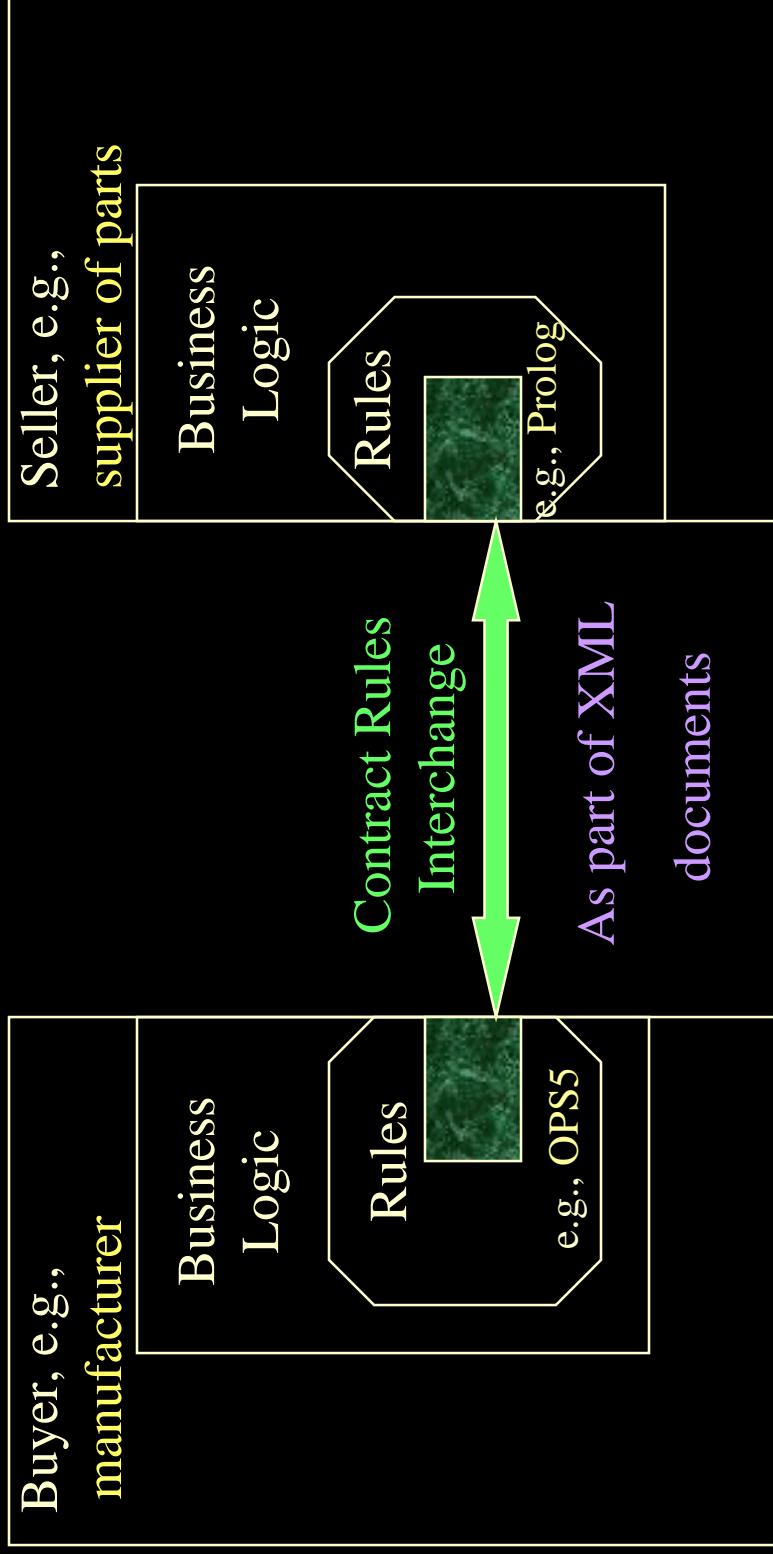 Buyer, e.g.,
manufacturer
Business
Logic
Rules
e.g., OPS5
Contract Rules
Interchange
As part of XML
documents
Seller, e.g.,
supplier of parts
Business
Logic
Rules
e.g., Prolog